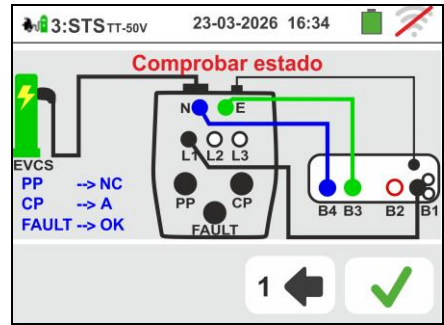 3:STS TT-50V 23-03-2026 16:34
Comprobar estado
N E
L1 L2 L3
EVCS
PP --> NC
CP --> A
FAULT --> OK
PP CP
FAULT
B4 B3 B2 B1
1